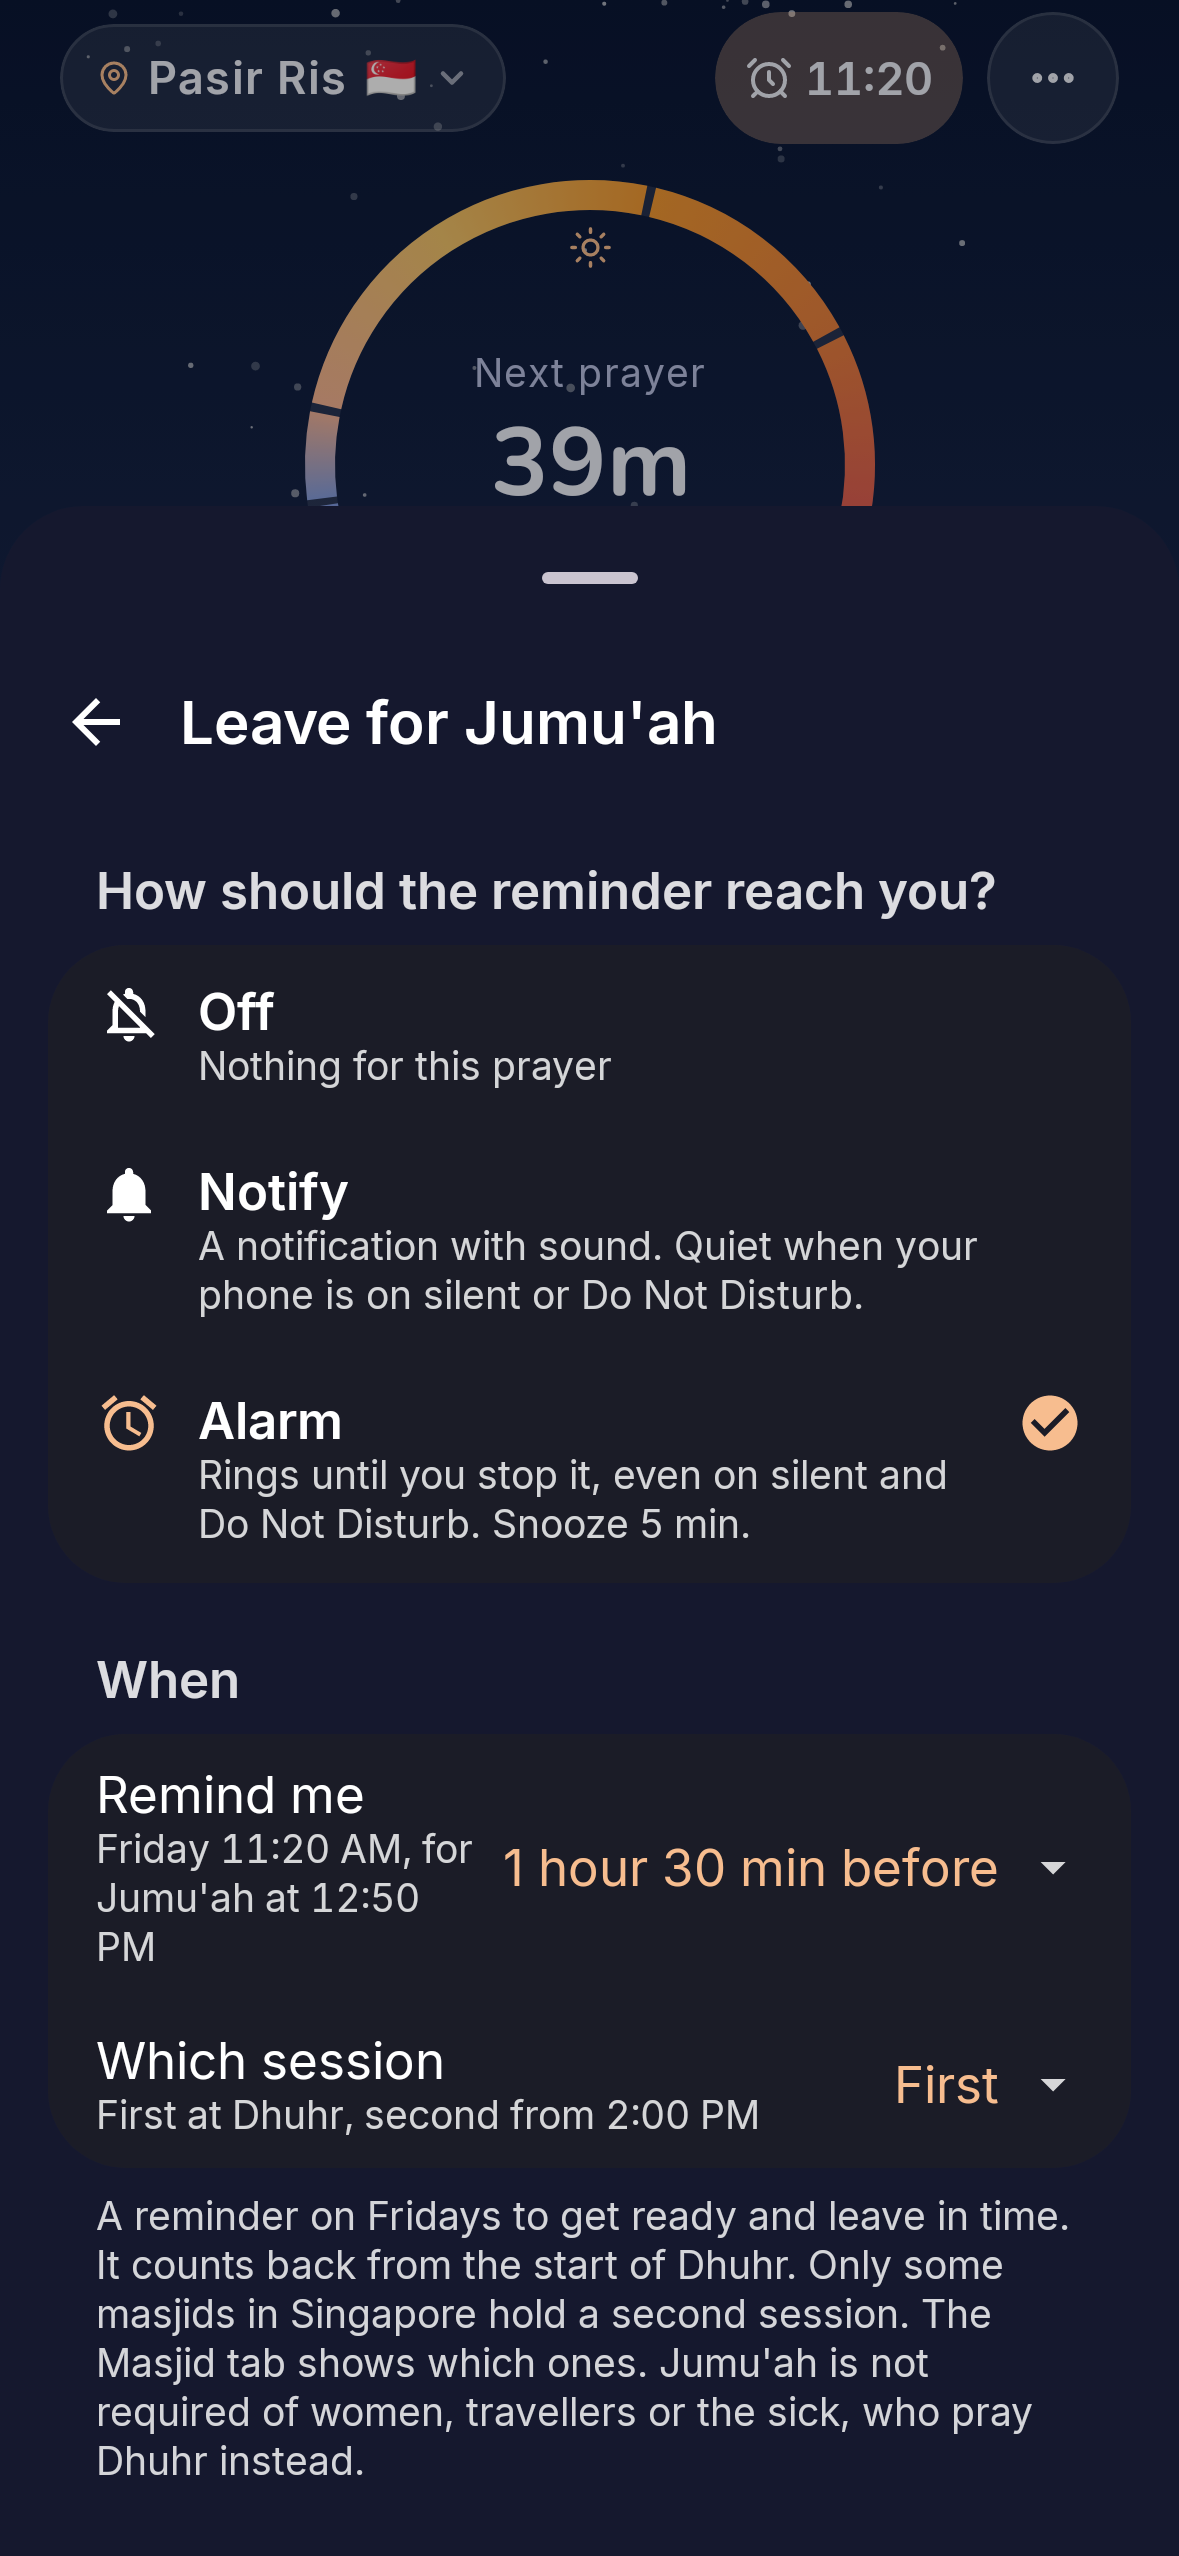 Pasir Ris 🇸🇬
11:20
Next prayer
39m
Leave for Jumu'ah
How should the reminder reach you?
Off
Nothing for this prayer
Notify
A notification with sound. Quiet when your
phone is on silent or Do Not Disturb.
Alarm
Rings until you stop it, even on silent and
Do Not Disturb. Snooze 5 min.
When
Remind me
Friday 11:20 AM, for
Jumu'ah at 12:50
PM
1 hour 30 min before
Which session
First at Dhuhr, second from 2:00 PM
First
A reminder on Fridays to get ready and leave in time.
It counts back from the start of Dhuhr. Only some
masjids in Singapore hold a second session. The
Masjid tab shows which ones. Jumu'ah is not
required of women, travellers or the sick, who pray
Dhuhr instead.